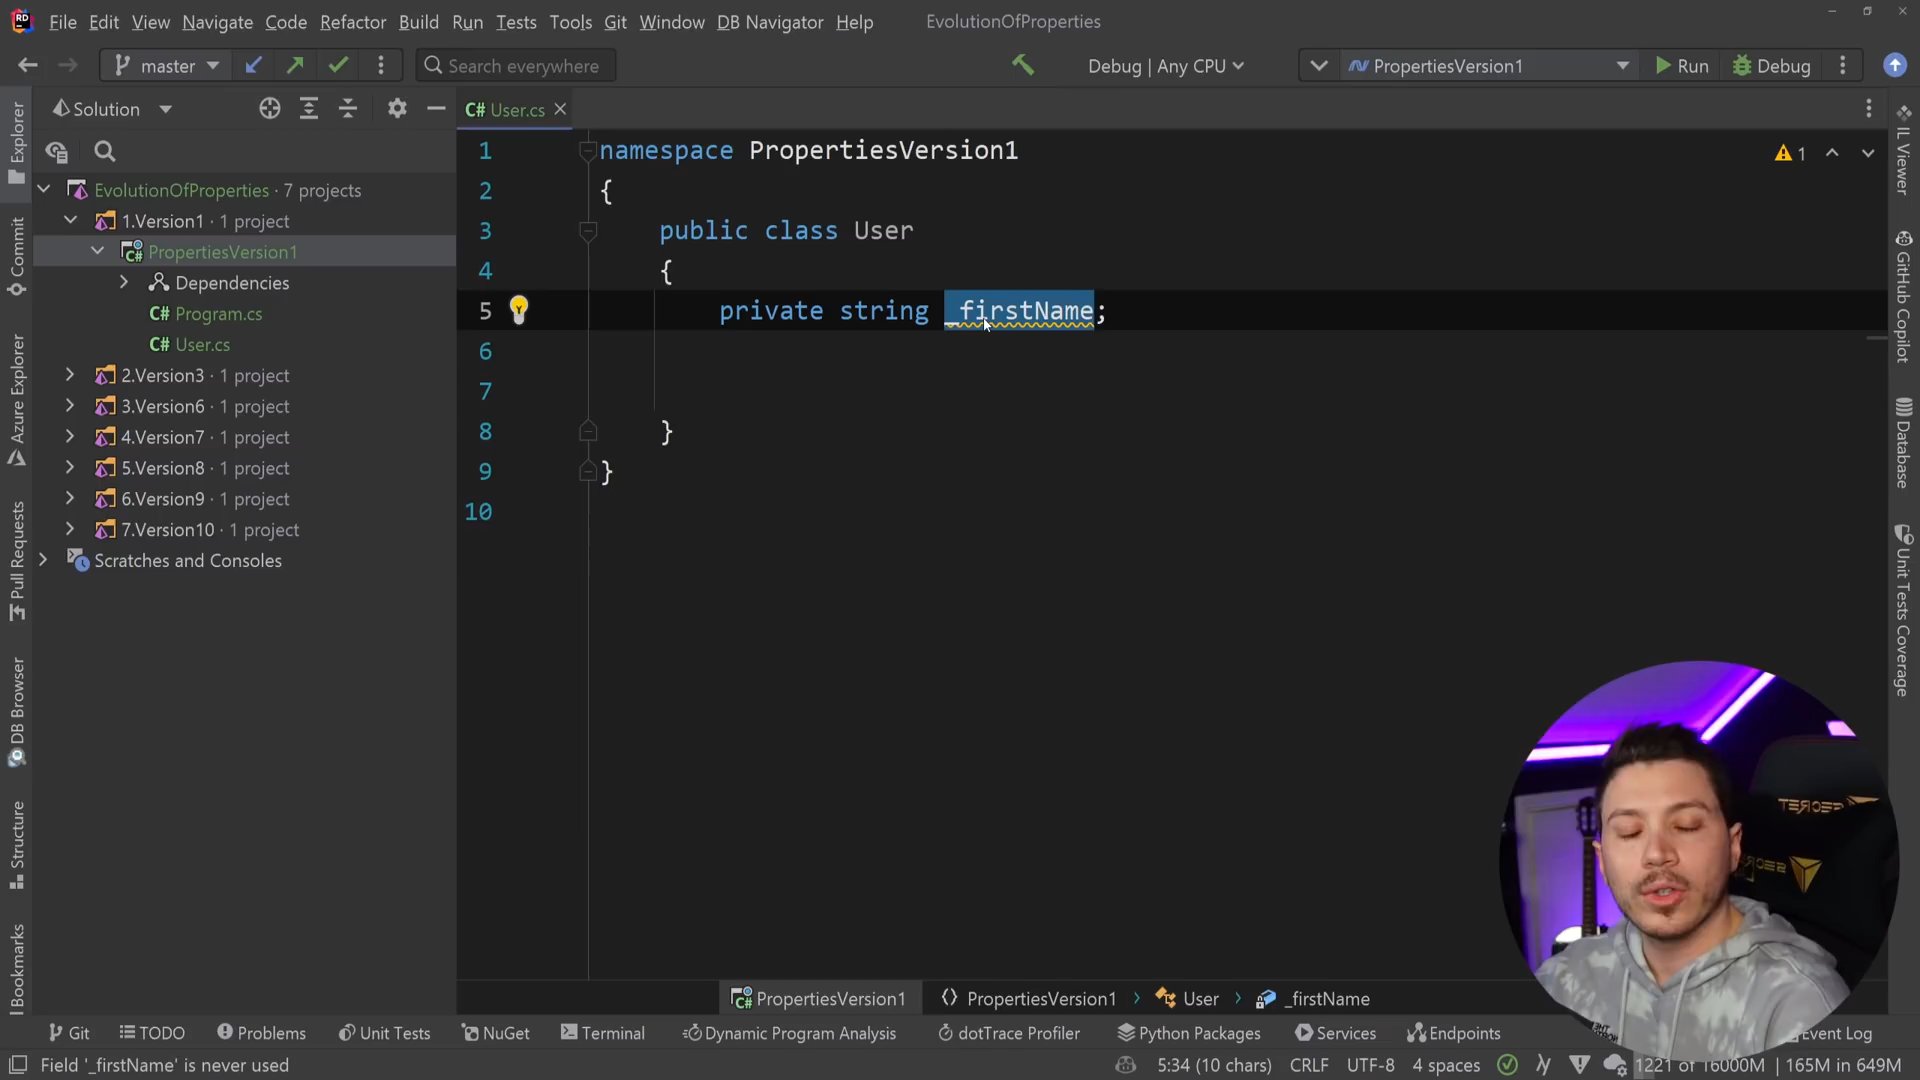 File Edit View Navigate Code Refactor Build Run Tests Tools Git Window DB Navigator Help EvolutionOfProperties
master Search everywhere Debug | Any CPU PropertiesVersion1 Run Debug
Solution
C# User.cs
EvolutionOfProperties · 7 projects
1.Version1 · 1 project
PropertiesVersion1
Dependencies
C# Program.cs
C# User.cs
2.Version3 · 1 project
3.Version6 · 1 project
4.Version7 · 1 project
5.Version8 · 1 project
6.Version9 · 1 project
7.Version10 · 1 project
Scratches and Consoles
1 namespace PropertiesVersion1
2 {
3 public class User
4 {
5 private string _firstName;
6
7
8 }
9 }
10
1
Explorer
Commit
Azure Explorer
Pull Requests
DB Browser
Structure
Bookmarks
IL Viewer
GitHub Copilot
Database
Unit Tests Coverage
SECRET
PropertiesVersion1 PropertiesVersion1 User _firstName
Git TODO Problems Unit Tests NuGet Terminal Dynamic Program Analysis dotTrace Profiler Python Packages Services Endpoints Event Log
Field '_firstName' is never used 5:34 (10 chars) CRLF UTF-8 4 spaces 1221 of 16000M 165M in 649M